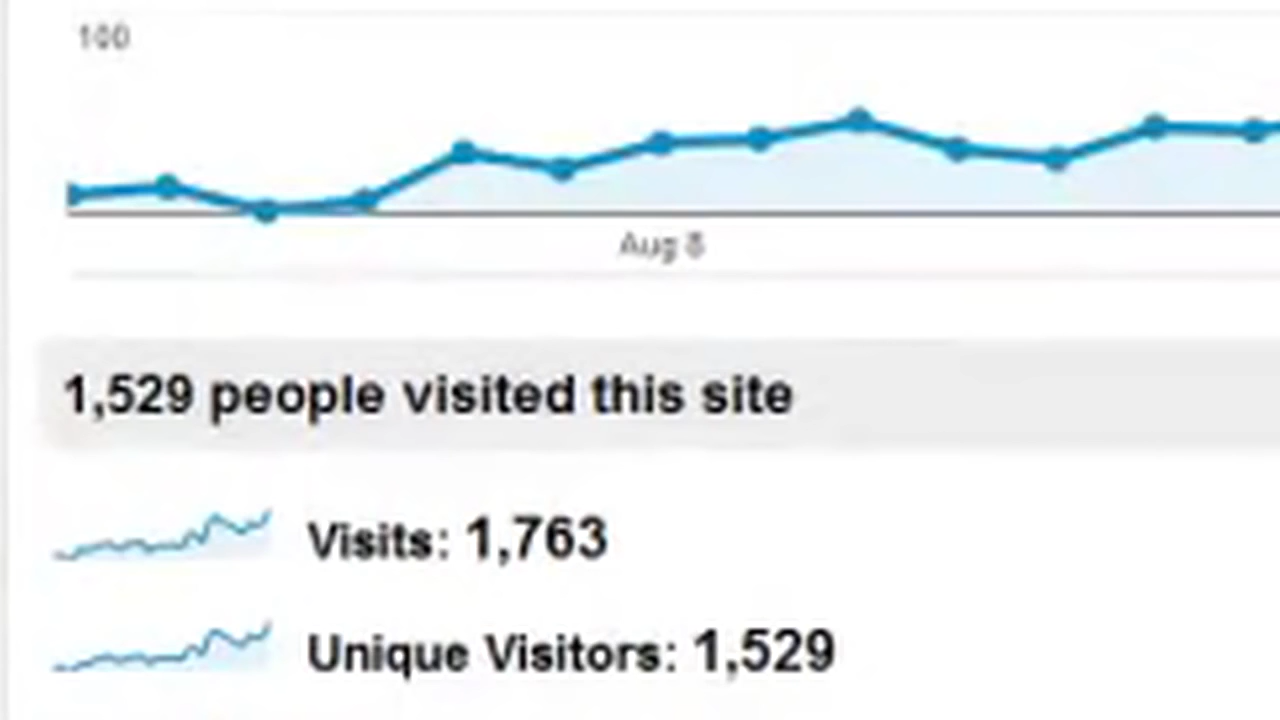 100
Aug 8
1,529 people visited this site
Visits: 1,763
Unique Visitors: 1,529